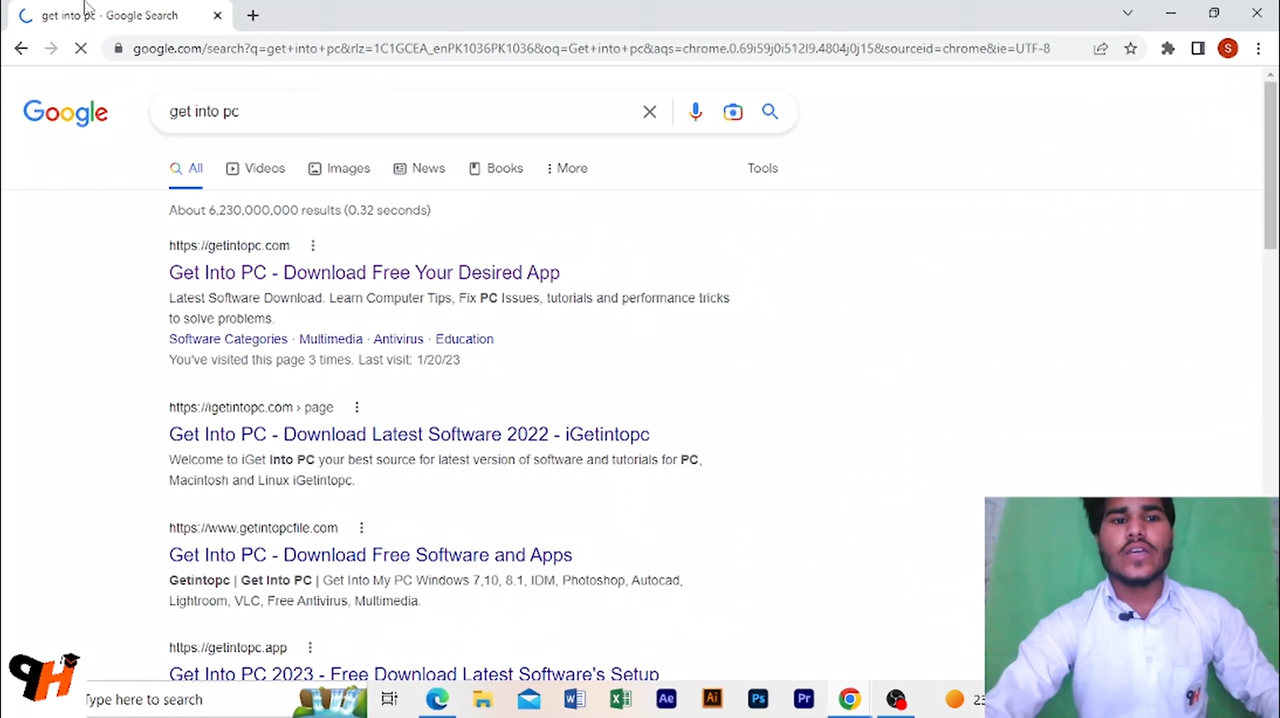 get into pc - Google Search
google.com/search?q=get+into+pc&rlz=1C1GCEA_enPK1036PK1036&oq=Get+into+pc&aqs=chrome.0.69i59j0i512l9.4804j0j15&sourceid=chrome&ie=UTF-8
S
Google
get into pc
All Videos Images News Books More Tools
About 6,230,000,000 results (0.32 seconds)
https://getintopc.com
Get Into PC - Download Free Your Desired App
Latest Software Download. Learn Computer Tips, Fix PC Issues, tutorials and performance tricks
to solve problems.
Software Categories · Multimedia · Antivirus · Education
You've visited this page 3 times. Last visit: 1/20/23
https://igetintopc.com › page
Get Into PC - Download Latest Software 2022 - iGetintopc
Welcome to iGet Into PC your best source for latest version of software and tutorials for PC,
Macintosh and Linux iGetintopc.
https://www.getintopcfile.com
Get Into PC - Download Free Software and Apps
Getintopc | Get Into PC | Get Into My PC Windows 7,10, 8.1, IDM, Photoshop, Autocad,
Lightroom, VLC, Free Antivirus, Multimedia.
https://getintopc.app
Get Into PC 2023 - Free Download Latest Software's Setup
PH
Type here to search
Ae Ai Ps Pr
23